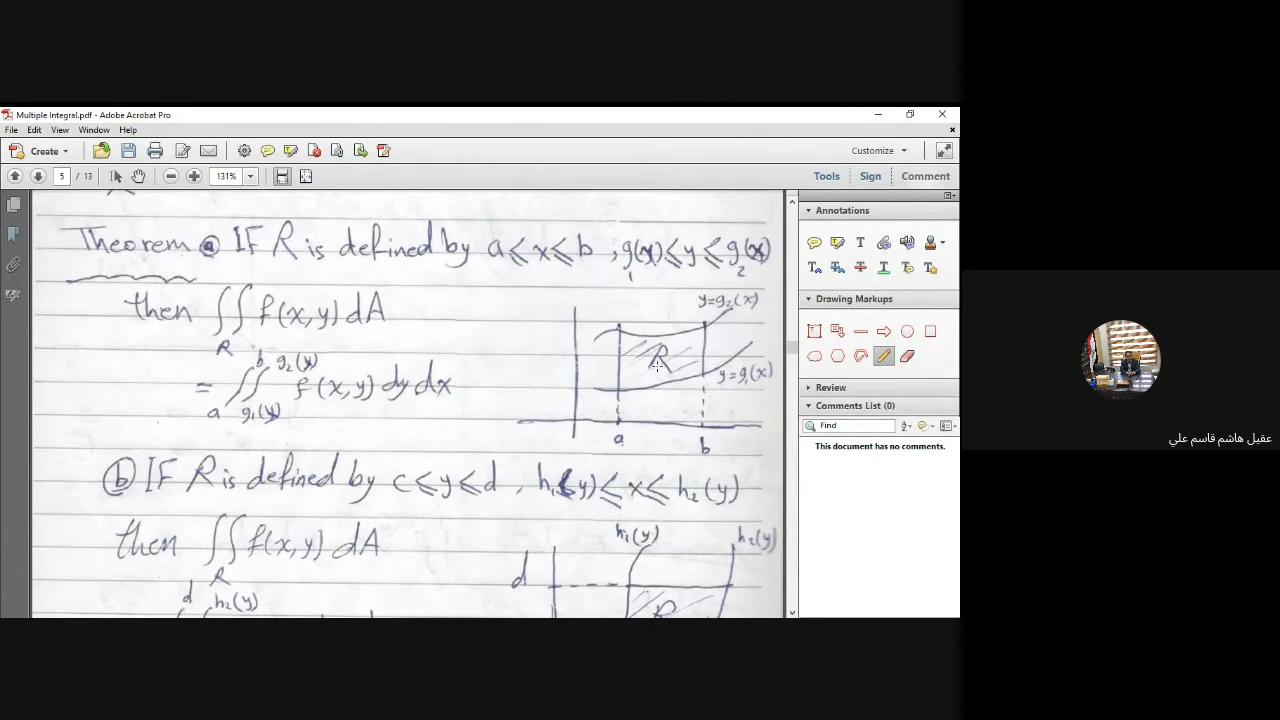 Multiple Integral.pdf - Adobe Acrobat Pro
File Edit View Window Help
Create
Customize
5 / 13
131%
Tools Sign Comment
Annotations
Drawing Markups
Review
Comments List (0)
Find
This document has no comments.
Theorem ⓐ IF R is defined by a ≤ x ≤ b ; g₁(x) ≤ y ≤ g₂(x)
then ∬ f(x,y) dA
R
y=g₂(x)
R
y=g₁(x)
a b
b g₂(x)
= ∫∫ f(x,y) dy dx
a g₁(x)
ⓑ IF R is defined by c ≤ y ≤ d , h₁(y) ≤ x ≤ h₂(y)
then ∬ f(x,y) dA
R
h₁(y) h₂(y)
d
R
d h₂(y)
عقيل هاشم قاسم علي